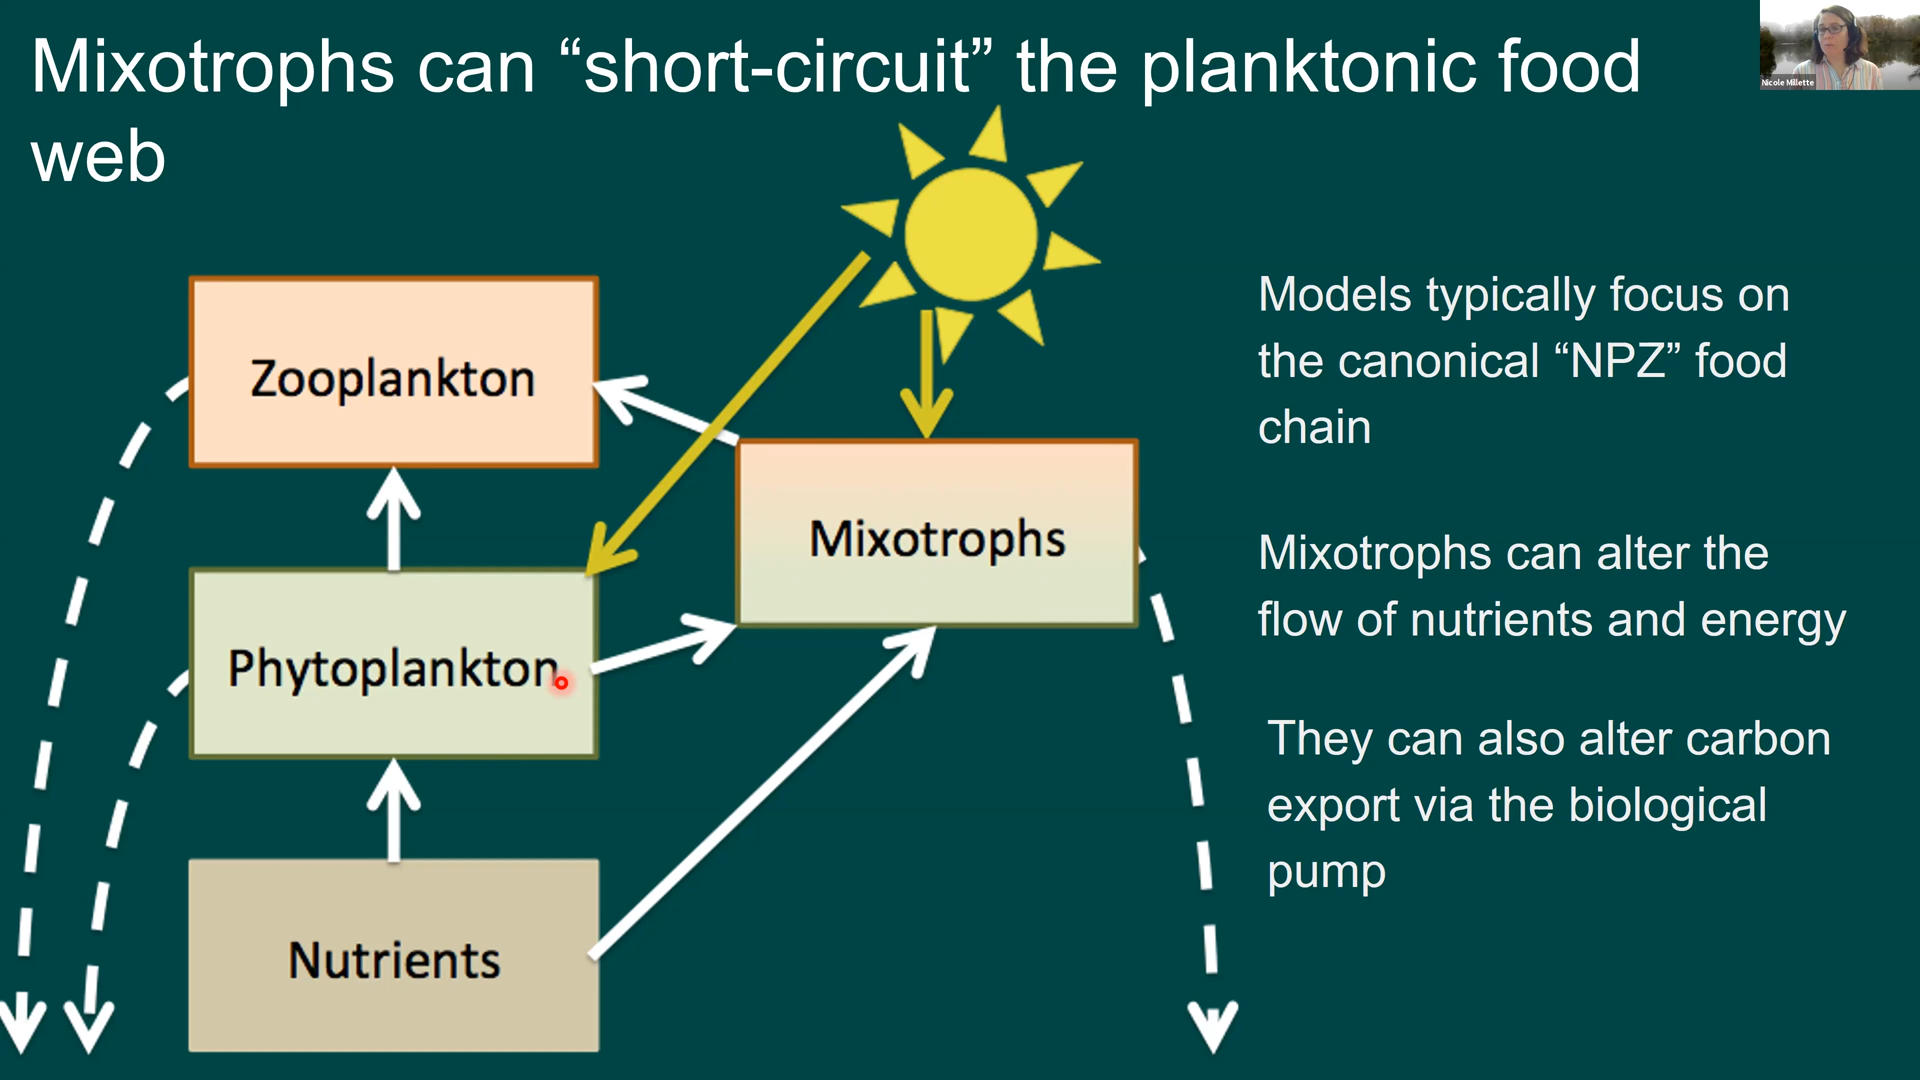 Mixotrophs can “short-circuit” the planktonic food
web
Nicole Millette
Zooplankton
Mixotrophs
Phytoplankton
Nutrients
Models typically focus on
the canonical “NPZ” food
chain
Mixotrophs can alter the
flow of nutrients and energy
They can also alter carbon
export via the biological
pump